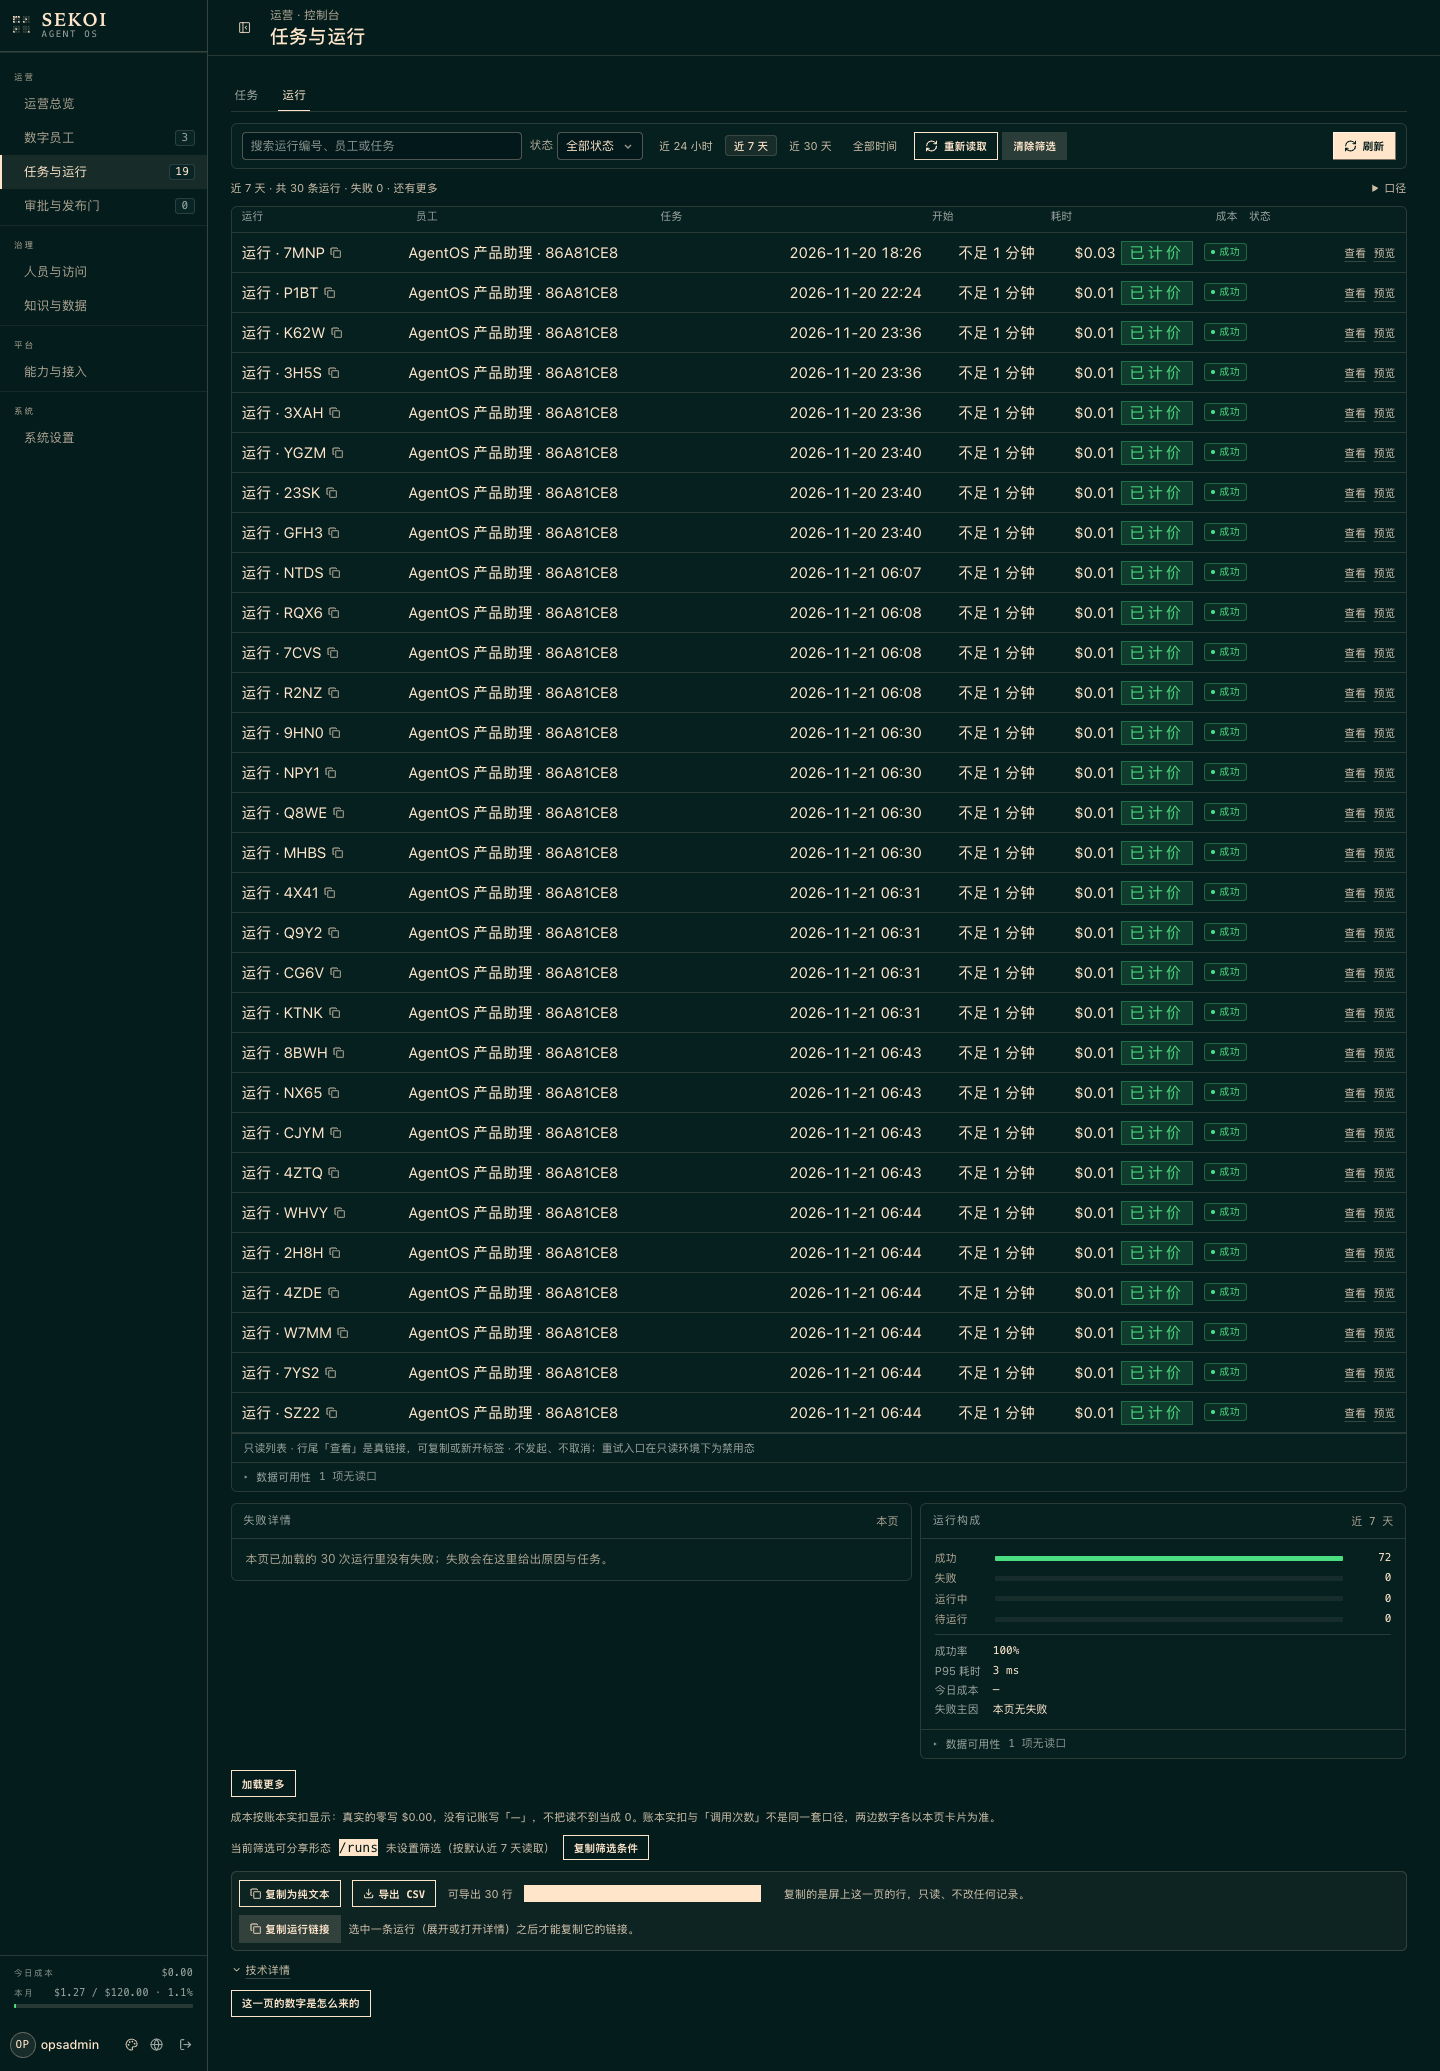 SEKOI
AGENT OS
运营
运营总览
数字员工 3
任务与运行 19
审批与发布门 0
治理
人员与访问
知识与数据
平台
能力与接入
系统
系统设置
今日成本 $0.00
本月 $1.27 / $120.00 · 1.1%
OP opsadmin
运营 · 控制台
任务与运行
任务 运行
搜索运行编号、员工或任务 状态 全部状态 近 24 小时 近 7 天 近 30 天 全部时间 重新读取 清除筛选 刷新
近 7 天 · 共 30 条运行 · 失败 0 · 还有更多 ▶ 口径
运行 员工 任务 开始 耗时 成本 状态
运行 · 7MNP AgentOS 产品助理 · 86A81CE8 2026-11-20 18:26 不足 1 分钟 $0.03 已计价 成功 查看 预览
运行 · P1BT AgentOS 产品助理 · 86A81CE8 2026-11-20 22:24 不足 1 分钟 $0.01 已计价 成功 查看 预览
运行 · K62W AgentOS 产品助理 · 86A81CE8 2026-11-20 23:36 不足 1 分钟 $0.01 已计价 成功 查看 预览
运行 · 3H5S AgentOS 产品助理 · 86A81CE8 2026-11-20 23:36 不足 1 分钟 $0.01 已计价 成功 查看 预览
运行 · 3XAH AgentOS 产品助理 · 86A81CE8 2026-11-20 23:36 不足 1 分钟 $0.01 已计价 成功 查看 预览
运行 · YGZM AgentOS 产品助理 · 86A81CE8 2026-11-20 23:40 不足 1 分钟 $0.01 已计价 成功 查看 预览
运行 · 23SK AgentOS 产品助理 · 86A81CE8 2026-11-20 23:40 不足 1 分钟 $0.01 已计价 成功 查看 预览
运行 · GFH3 AgentOS 产品助理 · 86A81CE8 2026-11-20 23:40 不足 1 分钟 $0.01 已计价 成功 查看 预览
运行 · NTDS AgentOS 产品助理 · 86A81CE8 2026-11-21 06:07 不足 1 分钟 $0.01 已计价 成功 查看 预览
运行 · RQX6 AgentOS 产品助理 · 86A81CE8 2026-11-21 06:08 不足 1 分钟 $0.01 已计价 成功 查看 预览
运行 · 7CVS AgentOS 产品助理 · 86A81CE8 2026-11-21 06:08 不足 1 分钟 $0.01 已计价 成功 查看 预览
运行 · R2NZ AgentOS 产品助理 · 86A81CE8 2026-11-21 06:08 不足 1 分钟 $0.01 已计价 成功 查看 预览
运行 · 9HN0 AgentOS 产品助理 · 86A81CE8 2026-11-21 06:30 不足 1 分钟 $0.01 已计价 成功 查看 预览
运行 · NPY1 AgentOS 产品助理 · 86A81CE8 2026-11-21 06:30 不足 1 分钟 $0.01 已计价 成功 查看 预览
运行 · Q8WE AgentOS 产品助理 · 86A81CE8 2026-11-21 06:30 不足 1 分钟 $0.01 已计价 成功 查看 预览
运行 · MHBS AgentOS 产品助理 · 86A81CE8 2026-11-21 06:30 不足 1 分钟 $0.01 已计价 成功 查看 预览
运行 · 4X41 AgentOS 产品助理 · 86A81CE8 2026-11-21 06:31 不足 1 分钟 $0.01 已计价 成功 查看 预览
运行 · Q9Y2 AgentOS 产品助理 · 86A81CE8 2026-11-21 06:31 不足 1 分钟 $0.01 已计价 成功 查看 预览
运行 · CG6V AgentOS 产品助理 · 86A81CE8 2026-11-21 06:31 不足 1 分钟 $0.01 已计价 成功 查看 预览
运行 · KTNK AgentOS 产品助理 · 86A81CE8 2026-11-21 06:31 不足 1 分钟 $0.01 已计价 成功 查看 预览
运行 · 8BWH AgentOS 产品助理 · 86A81CE8 2026-11-21 06:43 不足 1 分钟 $0.01 已计价 成功 查看 预览
运行 · NX65 AgentOS 产品助理 · 86A81CE8 2026-11-21 06:43 不足 1 分钟 $0.01 已计价 成功 查看 预览
运行 · CJYM AgentOS 产品助理 · 86A81CE8 2026-11-21 06:43 不足 1 分钟 $0.01 已计价 成功 查看 预览
运行 · 4ZTQ AgentOS 产品助理 · 86A81CE8 2026-11-21 06:43 不足 1 分钟 $0.01 已计价 成功 查看 预览
运行 · WHVY AgentOS 产品助理 · 86A81CE8 2026-11-21 06:44 不足 1 分钟 $0.01 已计价 成功 查看 预览
运行 · 2H8H AgentOS 产品助理 · 86A81CE8 2026-11-21 06:44 不足 1 分钟 $0.01 已计价 成功 查看 预览
运行 · 4ZDE AgentOS 产品助理 · 86A81CE8 2026-11-21 06:44 不足 1 分钟 $0.01 已计价 成功 查看 预览
运行 · W7MM AgentOS 产品助理 · 86A81CE8 2026-11-21 06:44 不足 1 分钟 $0.01 已计价 成功 查看 预览
运行 · 7YS2 AgentOS 产品助理 · 86A81CE8 2026-11-21 06:44 不足 1 分钟 $0.01 已计价 成功 查看 预览
运行 · SZ22 AgentOS 产品助理 · 86A81CE8 2026-11-21 06:44 不足 1 分钟 $0.01 已计价 成功 查看 预览
只读列表 · 行尾「查看」是真链接，可复制或新开标签 · 不发起、不取消；重试入口在只读环境下为禁用态
数据可用性 1 项无读口
失败详情 本页
本页已加载的 30 次运行里没有失败；失败会在这里给出原因与任务。
运行构成 近 7 天
成功 72
失败 0
运行中 0
待运行 0
成功率 100%
P95 耗时 3 ms
今日成本 —
失败主因 本页无失败
数据可用性 1 项无读口
加载更多
成本按账本实扣显示：真实的零写 $0.00，没有记账写「—」，不把读不到当成 0。账本实扣与「调用次数」不是同一套口径，两边数字各以本页卡片为准。
当前筛选可分享形态 /runs 未设置筛选（按默认近 7 天读取） 复制筛选条件
复制为纯文本 导出 CSV 可导出 30 行 复制的是屏上这一页的行，只读、不改任何记录。
复制运行链接 选中一条运行（展开或打开详情）之后才能复制它的链接。
技术详情
这一页的数字是怎么来的